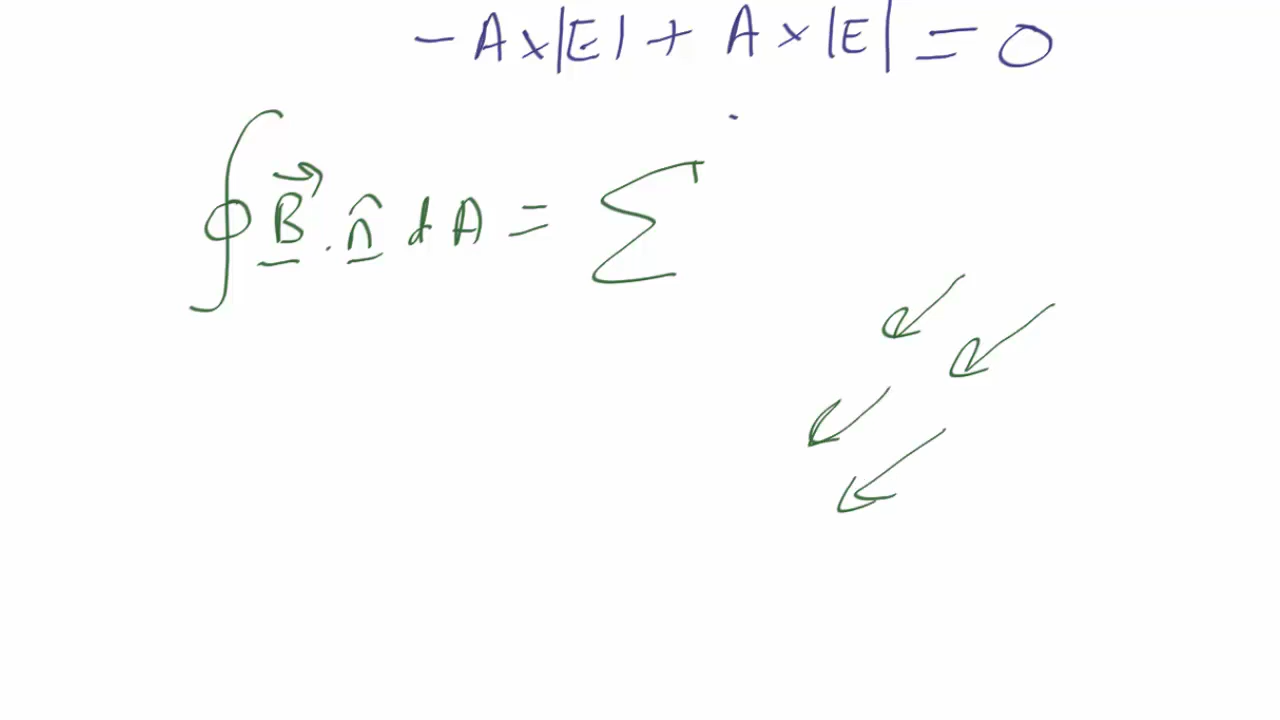 − A × |E| + A × |E| = 0
∮ B⃗ . n̂ dA = ∑